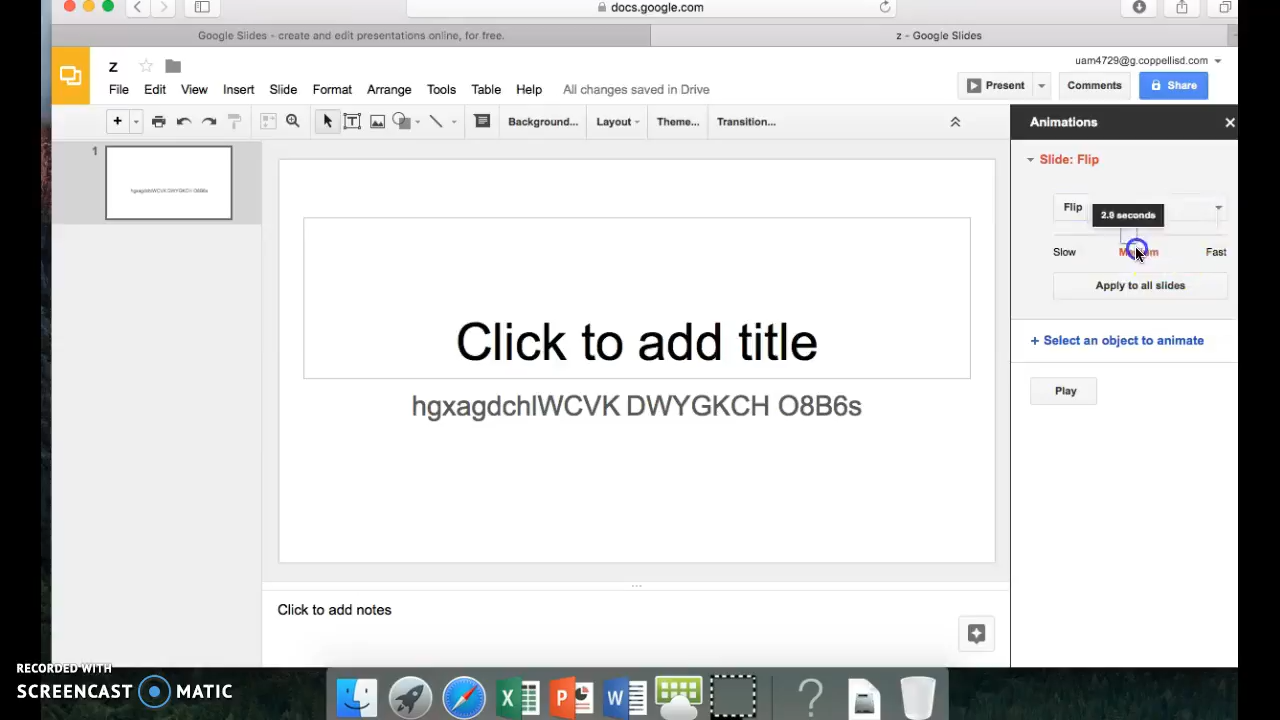 docs.google.com
Google Slides - create and edit presentations online, for free.
z - Google Slides
z
uam4729@g.coppellisd.com
File Edit View Insert Slide Format Arrange Tools Table Help All changes saved in Drive
Present Comments Share
Background... Layout Theme... Transition...
Animations
1
Slide: Flip
Flip
2.8 seconds
Slow Medium Fast
Apply to all slides
+ Select an object to animate
Play
Click to add title
hgxagdchlWCVK DWYGKCH O8B6s
Click to add notes
RECORDED WITH
SCREENCAST MATIC